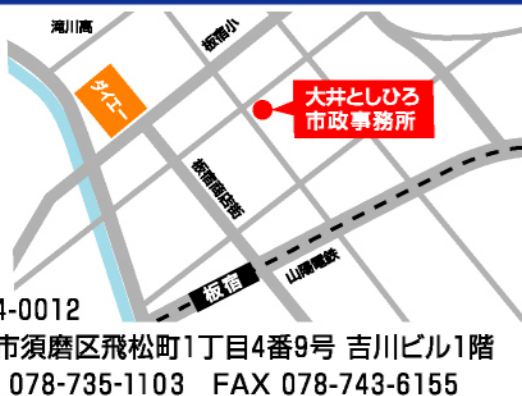 滝川高
板宿小
ダイエー
大井としひろ
市政事務所
板宿商店街
板宿
山陽電鉄
4-0012
市須磨区飛松町1丁目4番9号 吉川ビル1階
078-735-1103 FAX 078-743-6155